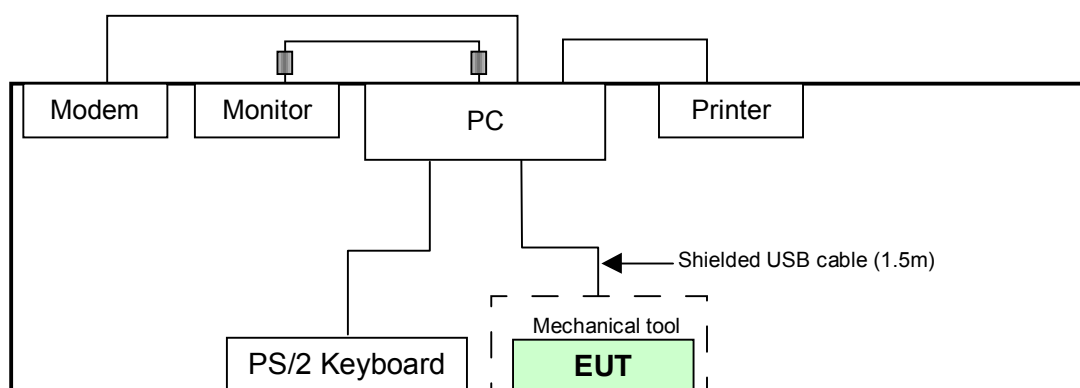 Modem
Monitor
PC
Printer
Shielded USB cable (1.5m)
Mechanical tool
PS/2 Keyboard
EUT